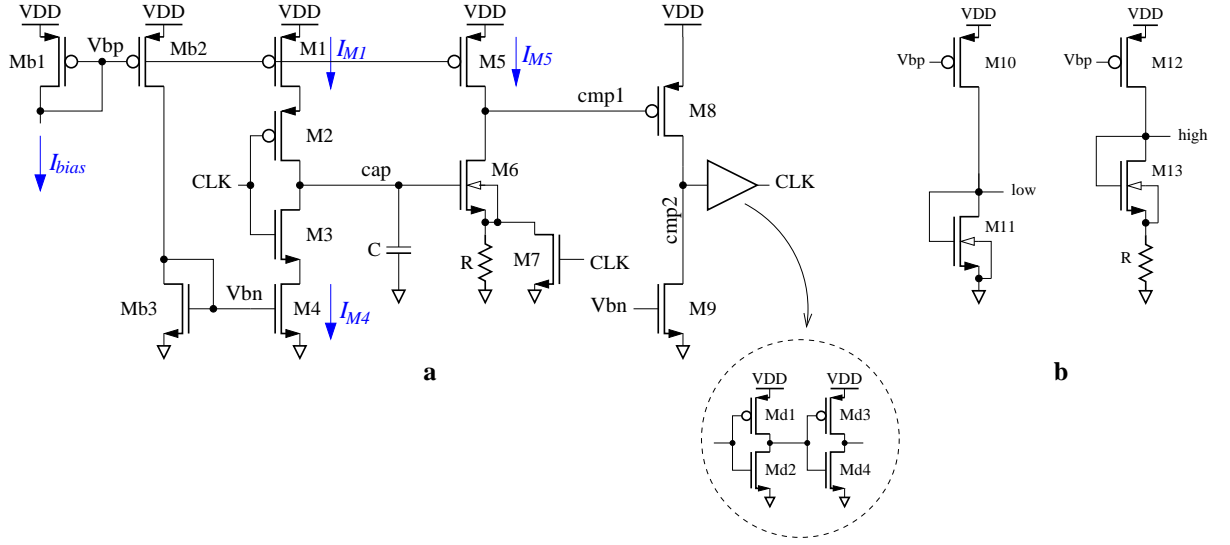 VDD VDD VDD VDD VDD VDD VDD
Mb1 Vbp Mb2 M1 I_M1 M5 I_M5 Vbp M10 Vbp M12
cmp1 M8
I_bias M2
CLK cap M6 CLK high
M13
low
M3 cmp2 M11
C R M7 CLK R
Mb3 Vbn M4 I_M4 Vbn M9
a b
VDD VDD
Md1 Md3
Md2 Md4